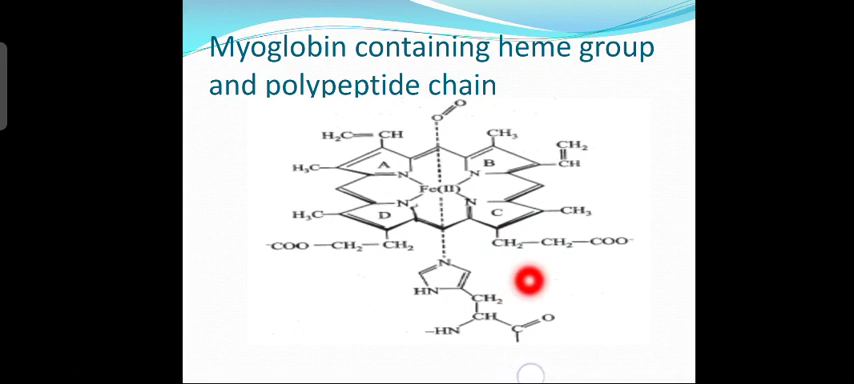 Myoglobin containing heme group
and polypeptide chain
O
O
H₂C CH
CH₃
CH₂
H₃C
A
B
CH
N
N
Fe(II)
N
N
H₃C
D
C
CH₃
⁻COO CH₂ CH₂
CH₂ CH₂ COO⁻
N
HN
CH₂
CH
O
HN
C